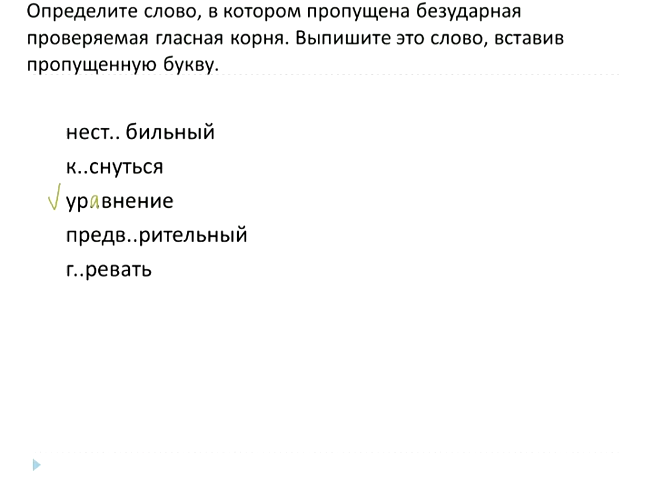 Определите слово, в котором пропущена безударная
проверяемая гласная корня. Выпишите это слово, вставив
пропущенную букву.
нест.. бильный
к..снуться
√ уравнение
предв..рительный
г..ревать